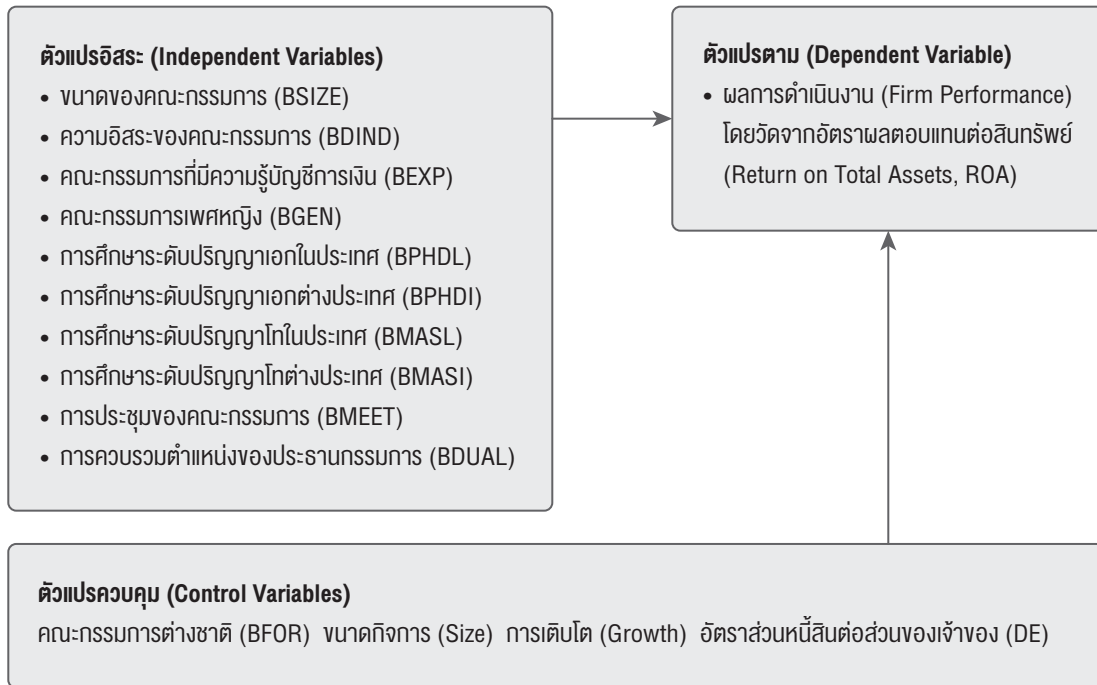 ตัวแปรอิสระ (Independent Variables)
• ขนาดของคณะกรรมการ (BSIZE)
• ความอิสระของคณะกรรมการ (BDIND)
• คณะกรรมการที่มีความรู้บัญชีการเงิน (BEXP)
• คณะกรรมการเพศหญิง (BGEN)
• การศึกษาระดับปริญญาเอกในประเทศ (BPHDL)
• การศึกษาระดับปริญญาเอกต่างประเทศ (BPHDI)
• การศึกษาระดับปริญญาโทในประเทศ (BMASL)
• การศึกษาระดับปริญญาโทต่างประเทศ (BMASI)
• การประชุมของคณะกรรมการ (BMEET)
• การควบรวมตำแหน่งของประธานกรรมการ (BDUAL)
ตัวแปรตาม (Dependent Variable)
• ผลการดำเนินงาน (Firm Performance)
โดยวัดจากอัตราผลตอบแทนต่อสินทรัพย์
(Return on Total Assets, ROA)
ตัวแปรควบคุม (Control Variables)
คณะกรรมการต่างชาติ (BFOR) ขนาดกิจการ (Size) การเติบโต (Growth) อัตราส่วนหนี้สินต่อส่วนของเจ้าของ (DE)